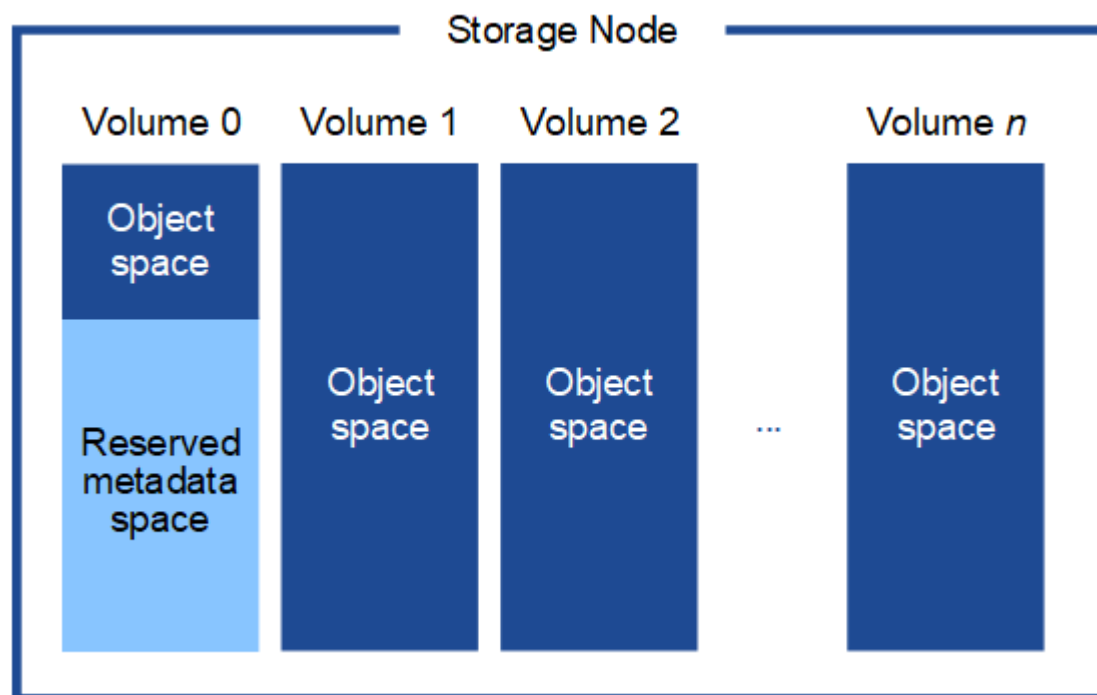 Storage Node
Volume 0
Volume 1
Volume 2
Volume n
Object
space
Reserved
metadata
space
Object
space
Object
space
...
Object
space